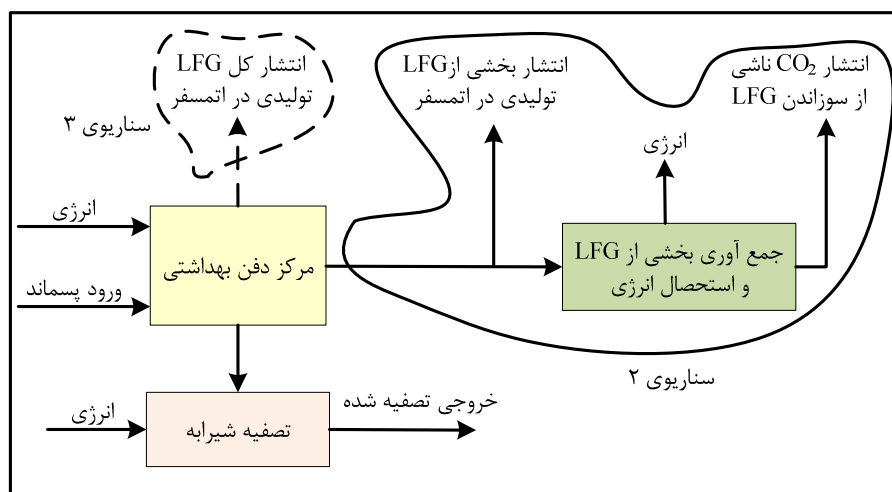 انتشار کل LFG
تولیدی در اتمسفر
سناریوی ۳
انتشار CO₂ ناشی
از سوزاندن LFG
انتشار بخشی ازLFG
تولیدی در اتمسفر
انرژی
انرژی
ورود پسماند
مرکز دفن بهداشتی
جمع آوری بخشی از LFG
و استحصال انرژی
سناریوی ۲
انرژی
تصفیه شیرابه
خروجی تصفیه شده